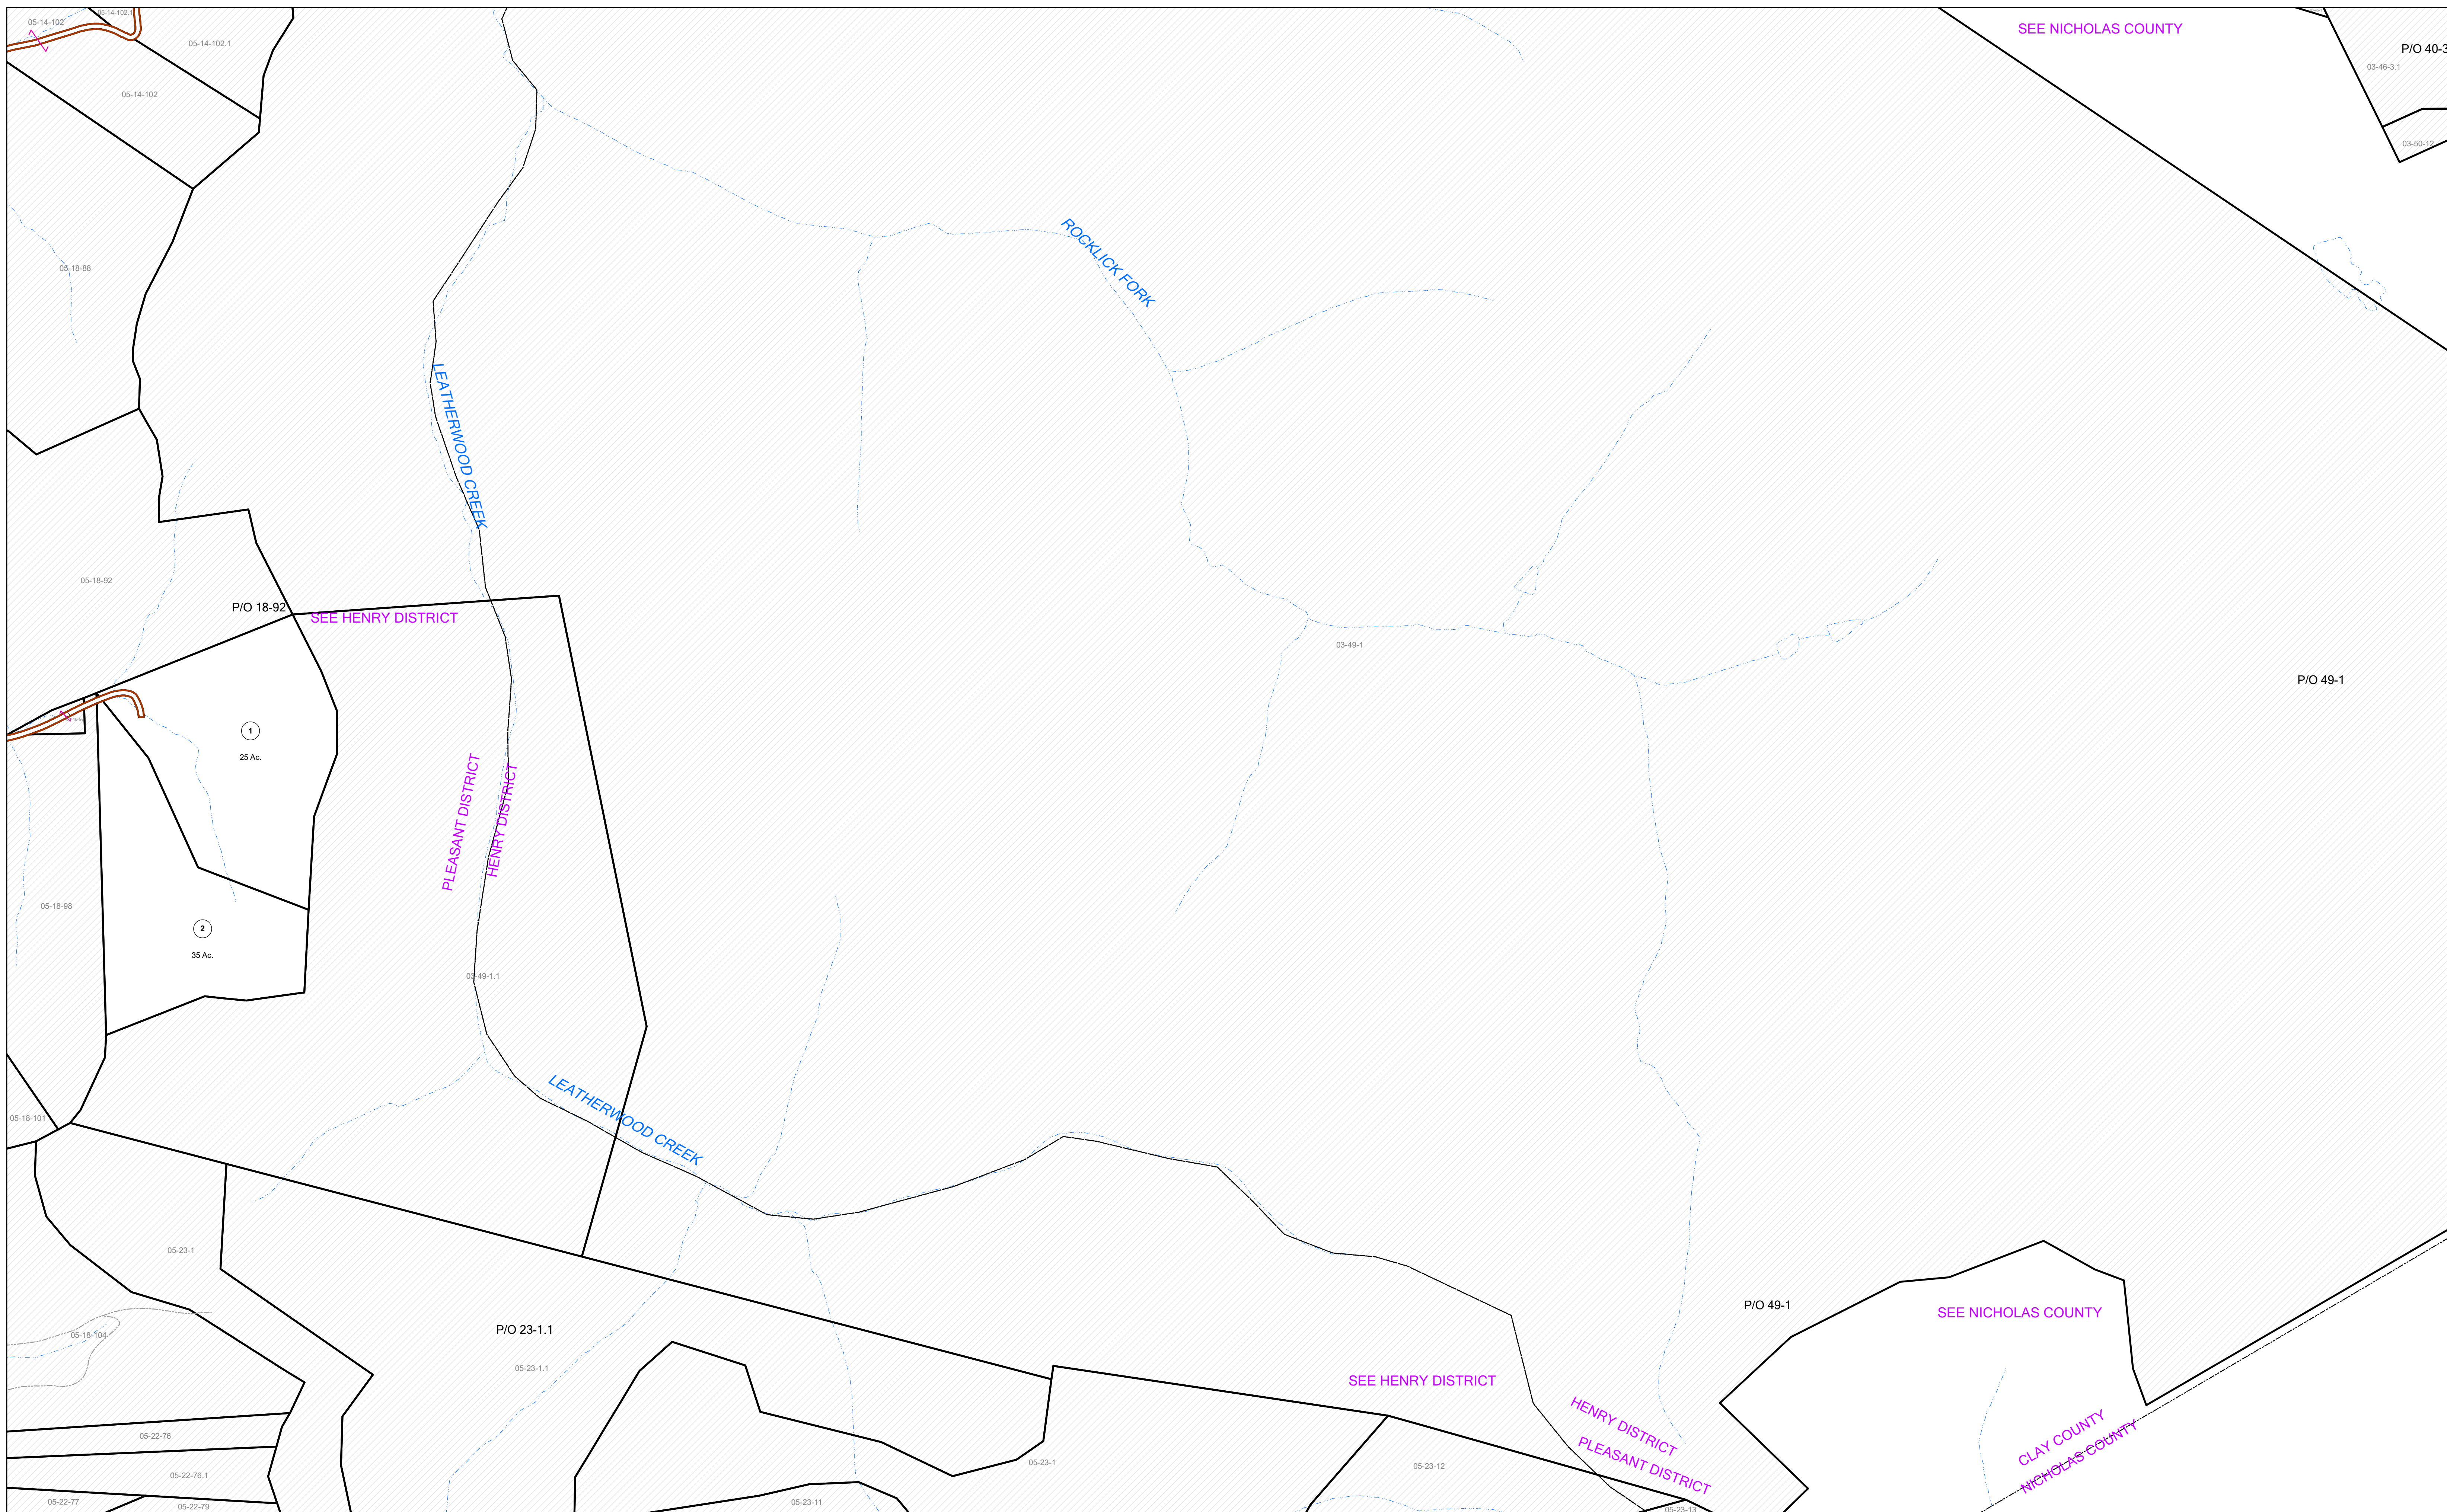 05-14-102
05-14-102.1
05-14-102.1
05-14-102
SEE NICHOLAS COUNTY
P/O 40-3
03-46-3.1
03-50-12
ROCKLICK FORK
05-18-88
LEATHERWOOD CREEK
05-18-92
P/O 18-92
SEE HENRY DISTRICT
03-49-1
P/O 49-1
1
25 Ac.
PLEASANT DISTRICT
HENRY DISTRICT
05-18-98
2
35 Ac.
03-49-1.1
LEATHERWOOD CREEK
05-18-101
05-23-1
P/O 49-1
SEE NICHOLAS COUNTY
P/O 23-1.1
05-18-104
05-23-1.1
SEE HENRY DISTRICT
HENRY DISTRICT
PLEASANT DISTRICT
CLAY COUNTY
NICHOLAS COUNTY
05-22-76
05-23-1
05-23-12
05-22-76.1
05-22-77
05-22-79
05-23-11
05-23-13